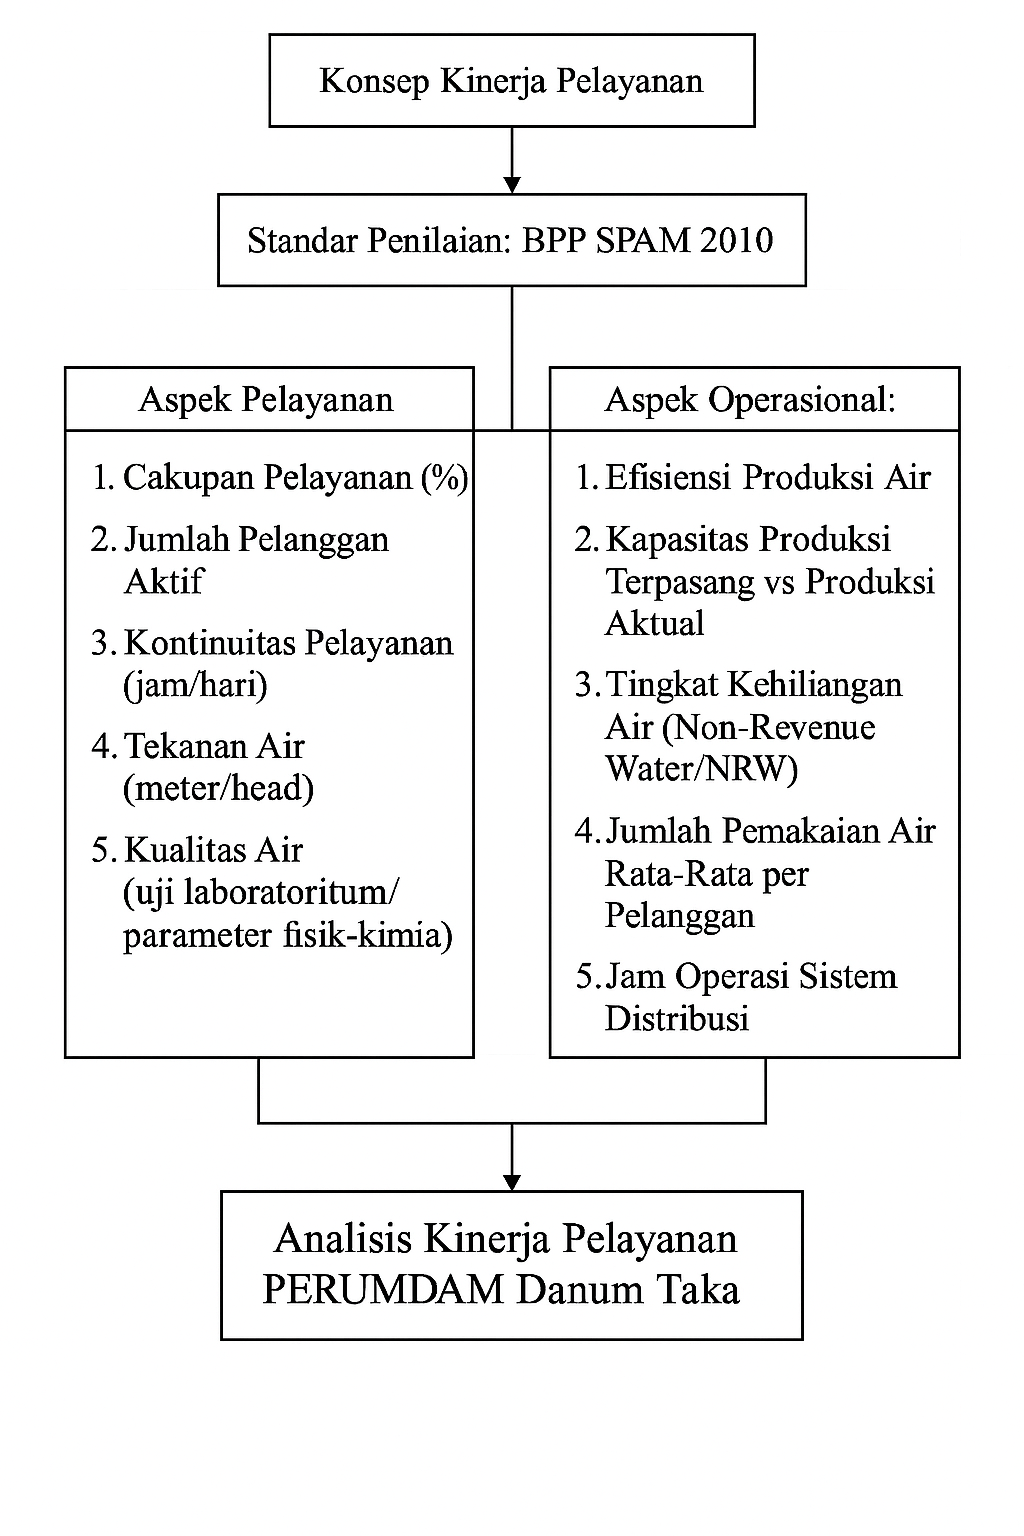 Konsep Kinerja Pelayanan
Standar Penilaian: BPP SPAM 2010
Aspek Pelayanan
1. Cakupan Pelayanan (%)
2. Jumlah Pelanggan
Aktif
3. Kontinuitas Pelayanan
(jam/hari)
4. Tekanan Air
(meter/head)
5. Kualitas Air
(uji laboratoritum/
parameter fisik-kimia)
Aspek Operasional:
1. Efisiensi Produksi Air
2. Kapasitas Produksi
Terpasang vs Produksi
Aktual
3. Tingkat Kehiliangan
Air (Non-Revenue
Water/NRW)
4. Jumlah Pemakaian Air
Rata-Rata per
Pelanggan
5. Jam Operasi Sistem
Distribusi
Analisis Kinerja Pelayanan
PERUMDAM Danum Taka